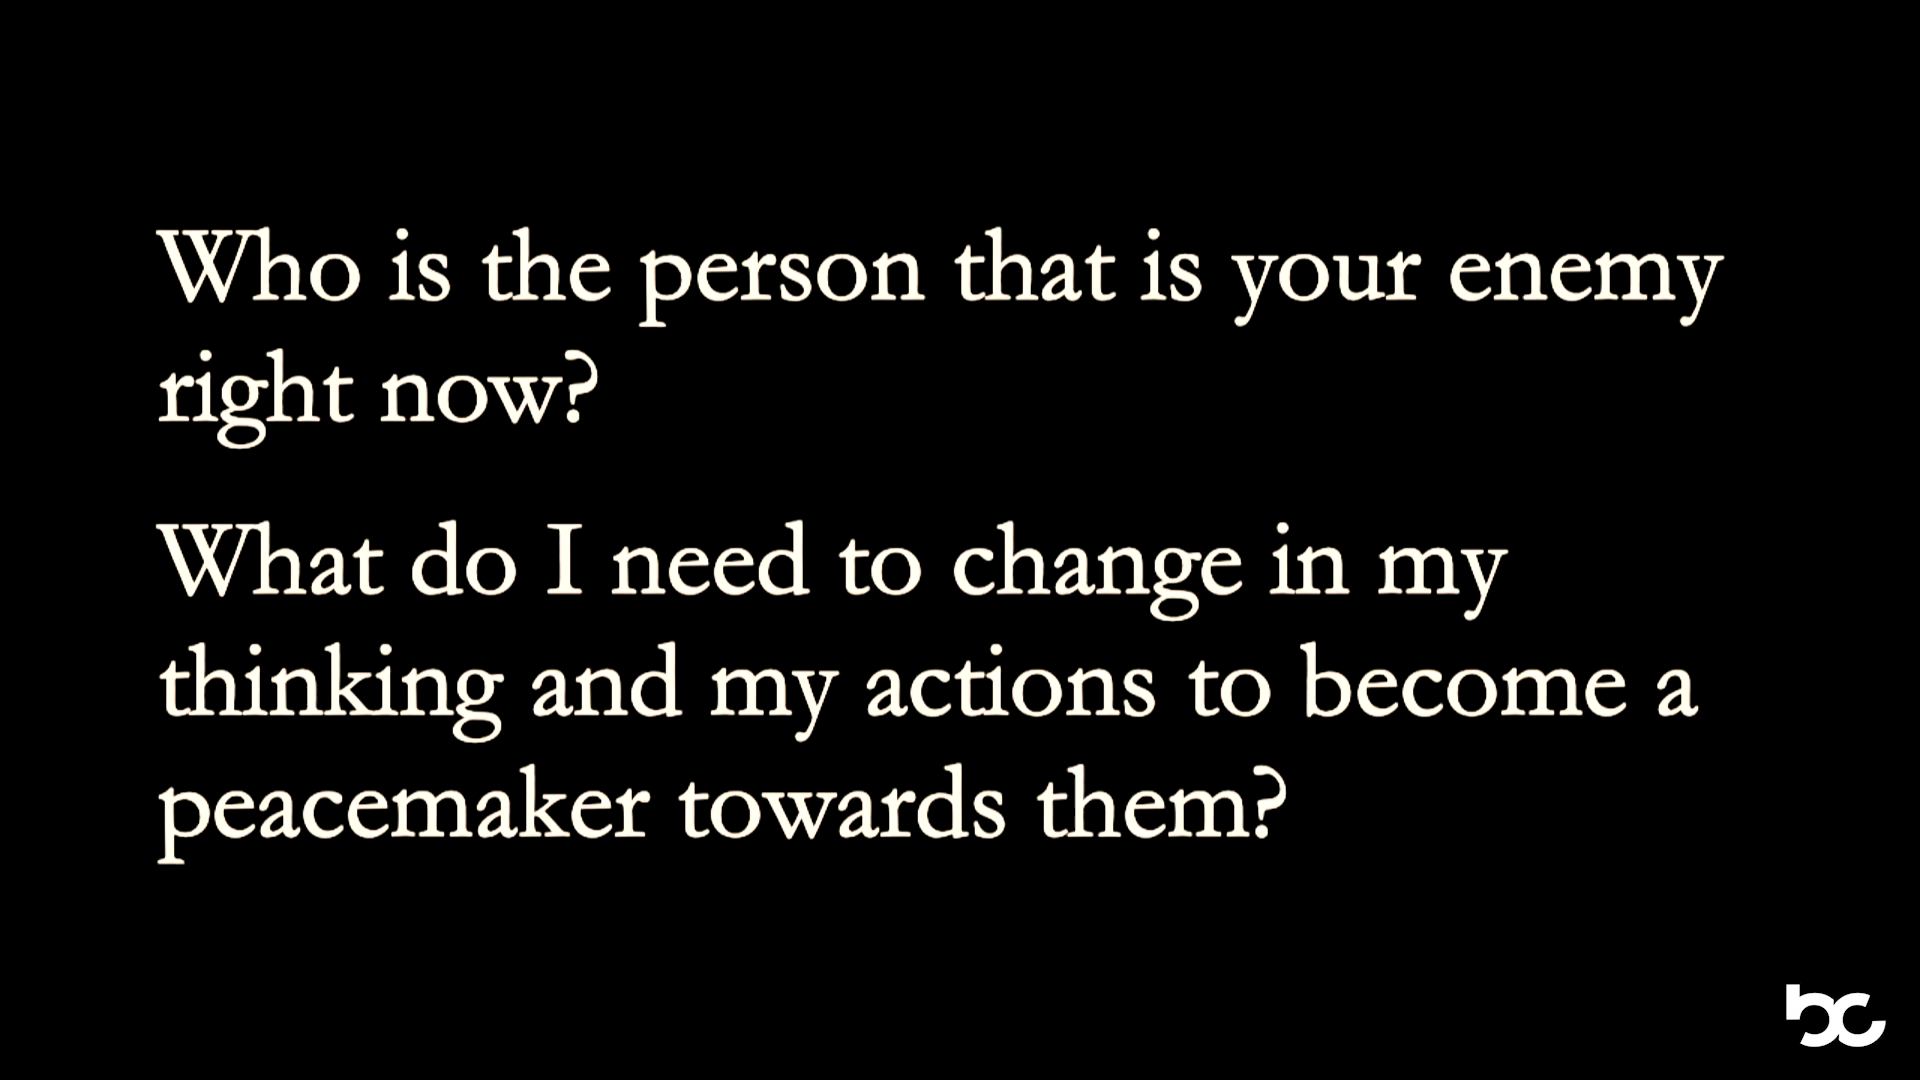 Who is the person that is your enemy
right now?
What do I need to change in my
thinking and my actions to become a
peacemaker towards them?
bc